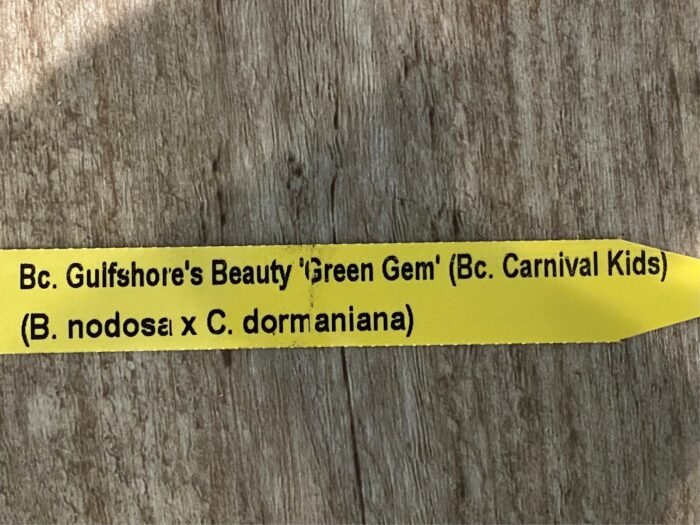 Bc. Gulfshore's Beauty 'Green Gem' (Bc. Carnival Kids)
(B. nodosa x C. dormaniana)